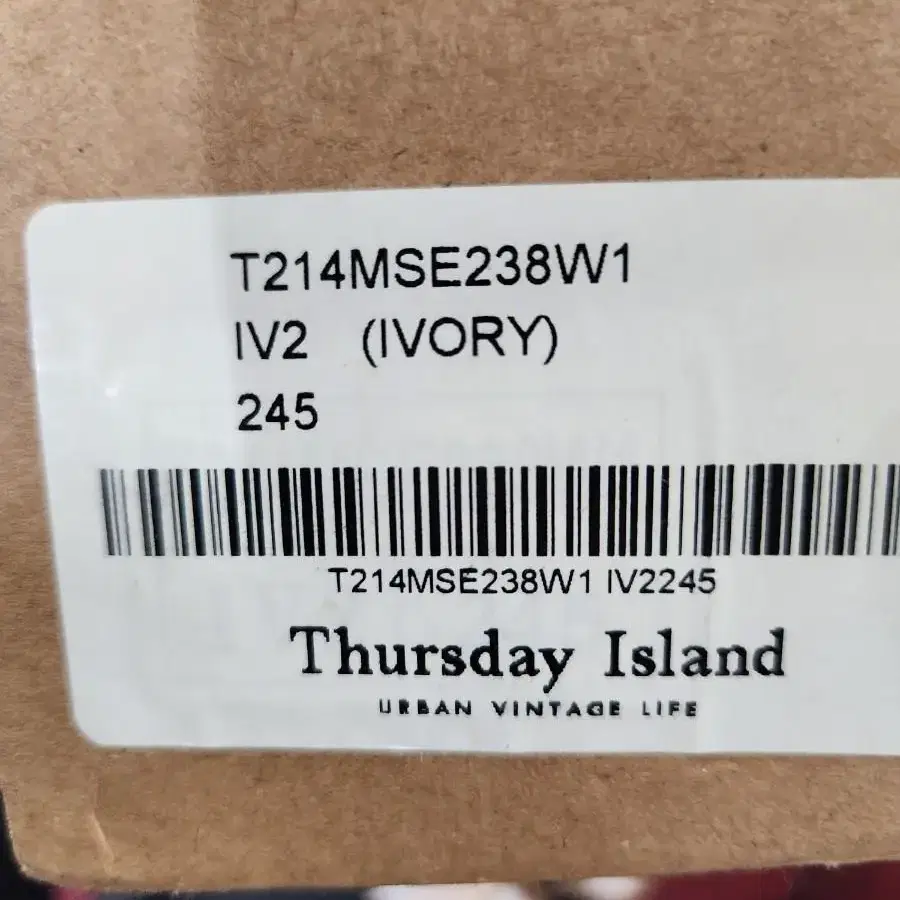 T214MSE238W1
IV2 (IVORY)
245
T214MSE238W1 IV2245
Thursday Island
URBAN VINTAGE LIFE